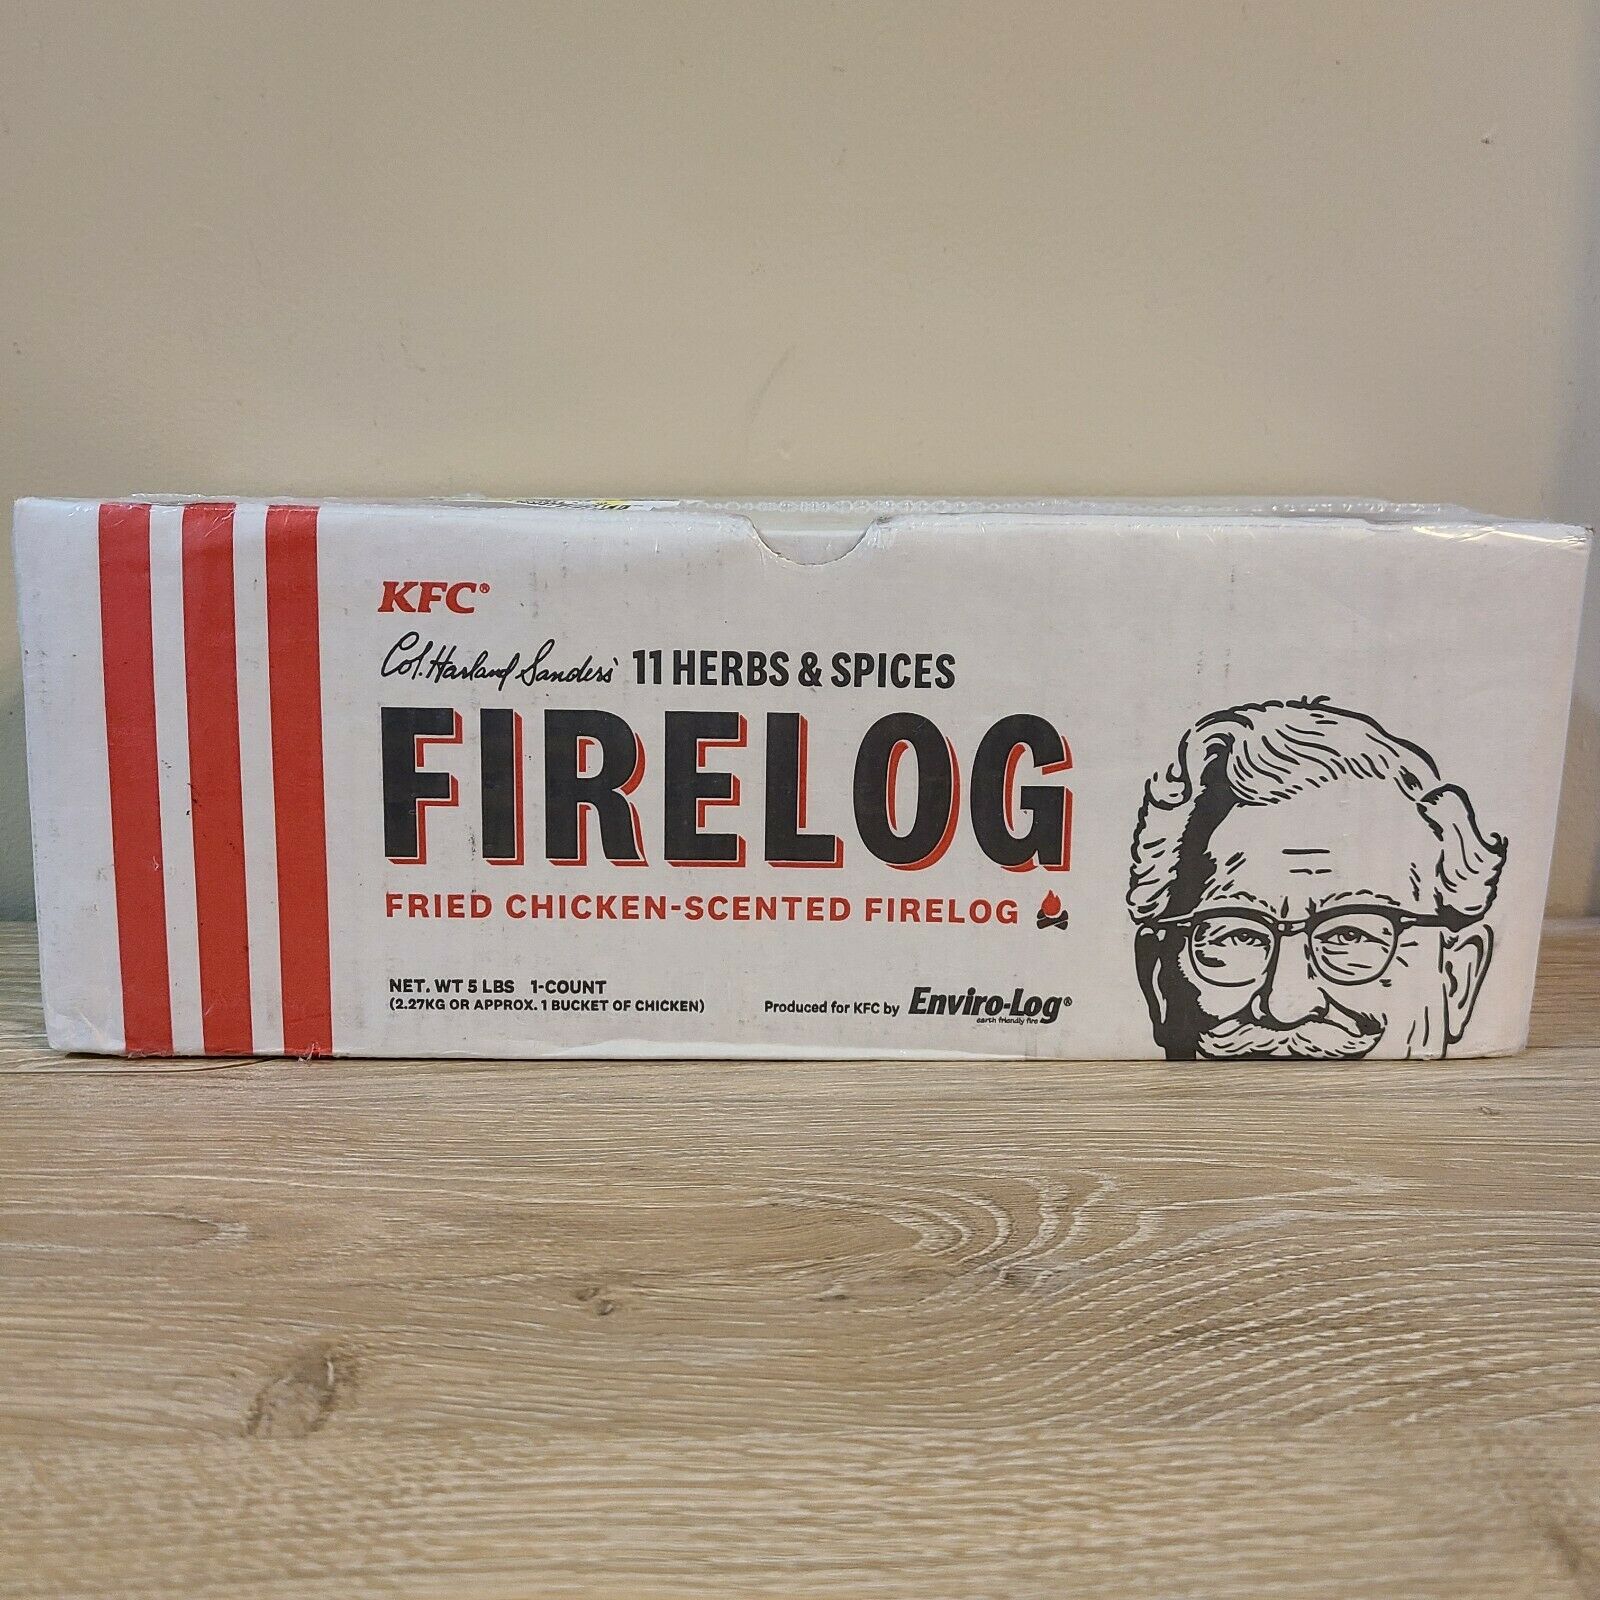 KFC®
Col. Harland Sanders' 11 HERBS & SPICES
FIRELOG
FRIED CHICKEN-SCENTED FIRELOG
NET. WT 5 LBS 1-COUNT
(2.27KG OR APPROX. 1 BUCKET OF CHICKEN)
Produced for KFC by Enviro-Log®
earth friendly fire